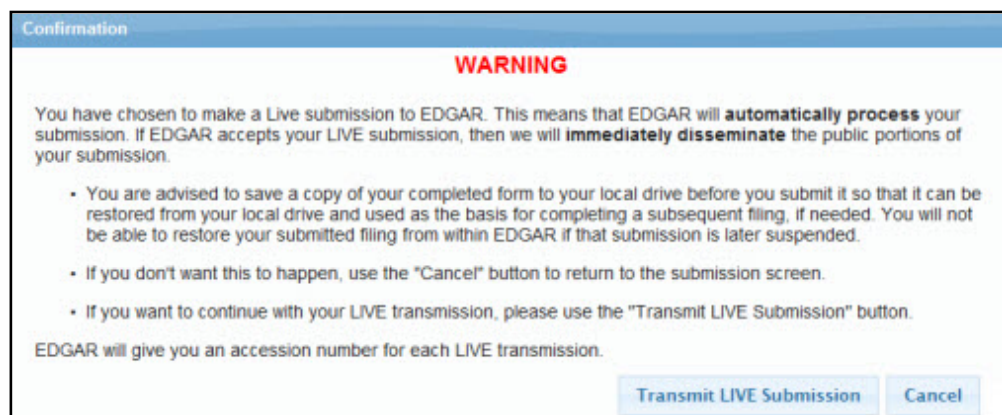 Confirmation
WARNING
You have chosen to make a Live submission to EDGAR. This means that EDGAR will automatically process your
submission. If EDGAR accepts your LIVE submission, then we will immediately disseminate the public portions of
your submission.
• You are advised to save a copy of your completed form to your local drive before you submit it so that it can be
restored from your local drive and used as the basis for completing a subsequent filing, if needed. You will not
be able to restore your submitted filing from within EDGAR if that submission is later suspended.
• If you don't want this to happen, use the "Cancel" button to return to the submission screen.
• If you want to continue with your LIVE transmission, please use the "Transmit LIVE Submission" button.
EDGAR will give you an accession number for each LIVE transmission.
Transmit LIVE Submission Cancel